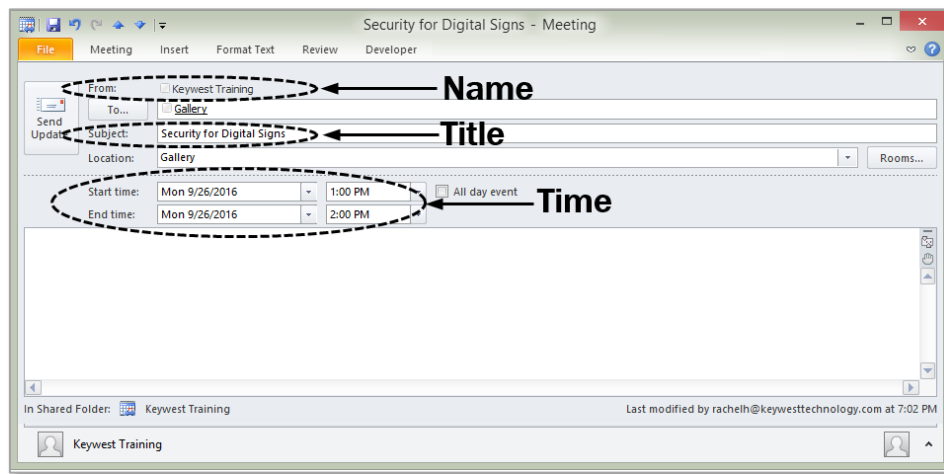 Security for Digital Signs - Meeting
File Meeting Insert Format Text Review Developer
From: Keywest Training Name
To... Gallery
Send Update
Subject: Security for Digital Signs Title
Location: Gallery Rooms...
Start time: Mon 9/26/2016 1:00 PM All day event
Time
End time: Mon 9/26/2016 2:00 PM
In Shared Folder: Keywest Training Last modified by rachelh@keywesttechnology.com at 7:02 PM
Keywest Training